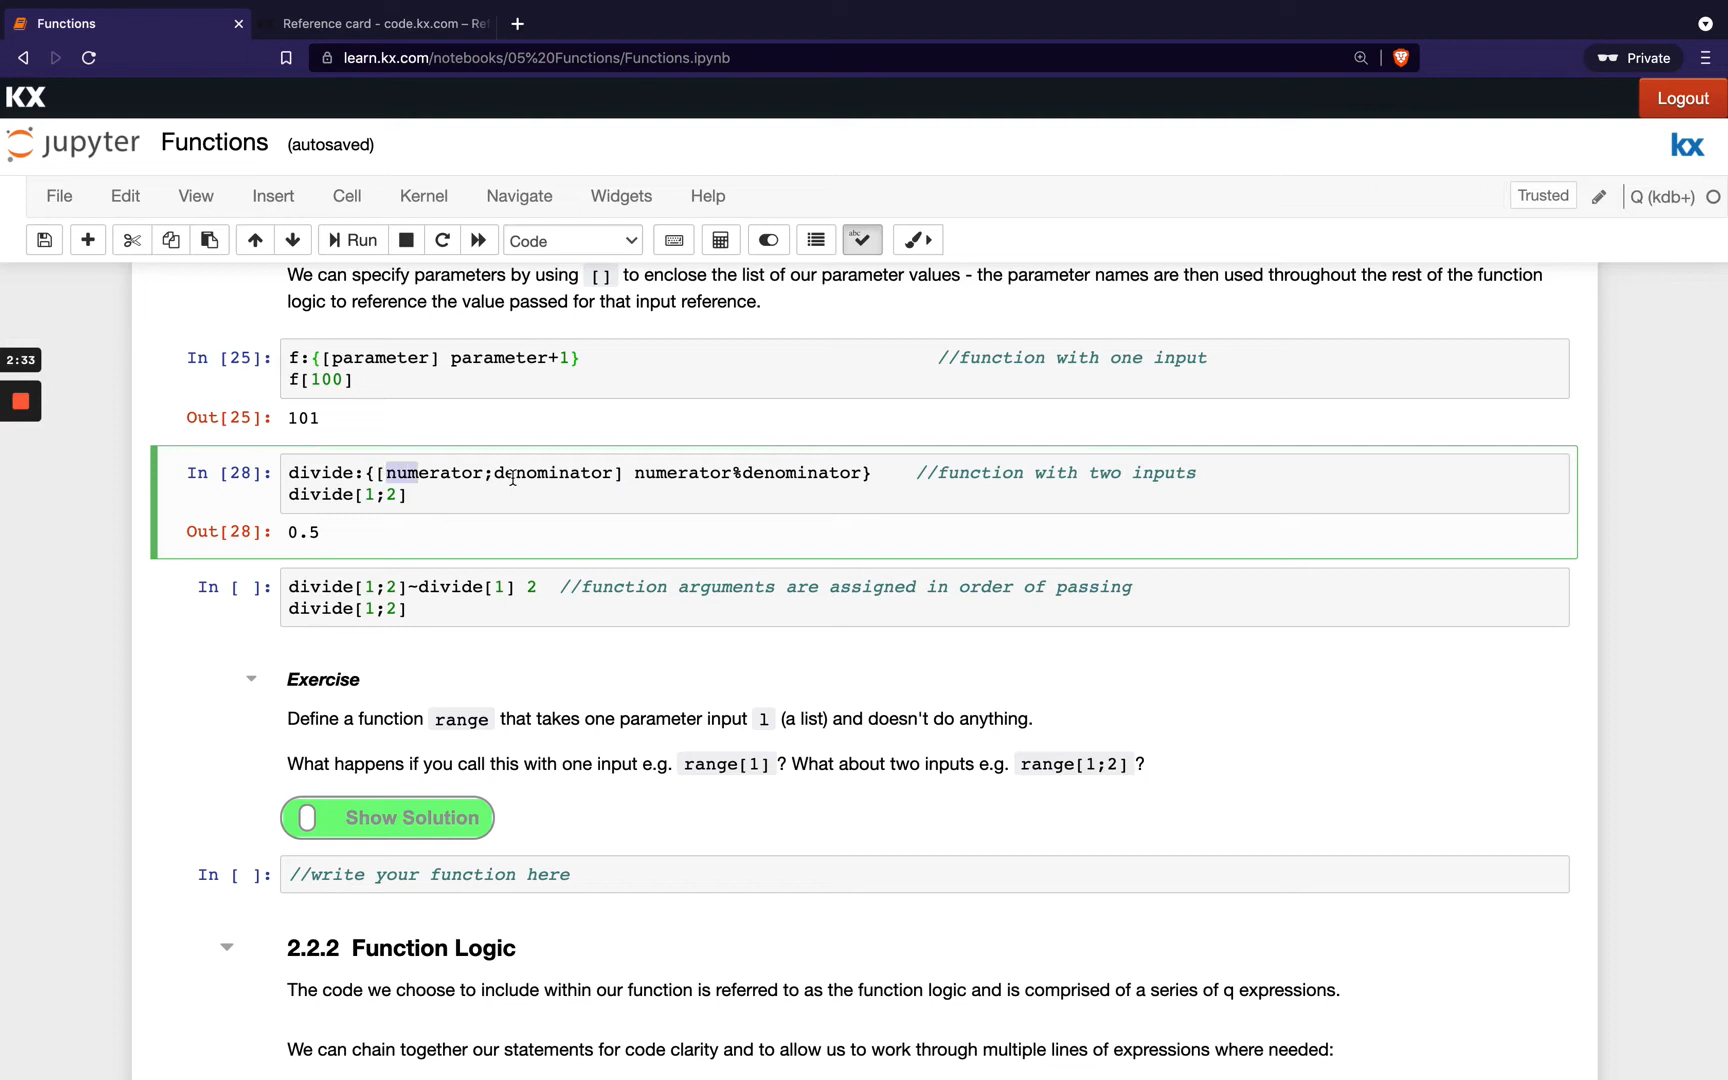 Functions
Reference card - code.kx.com – Re
learn.kx.com/notebooks/05%20Functions/Functions.ipynb
Private
KX
Logout
jupyter Functions (autosaved)
kx
File Edit View Insert Cell Kernel Navigate Widgets Help
Trusted
Q (kdb+)
Run
Code
abc
We can specify parameters by using [] to enclose the list of our parameter values - the parameter names are then used throughout the rest of the function
logic to reference the value passed for that input reference.
2:33
In [25]: f:{[parameter] parameter+1} //function with one input
f[100]
Out[25]: 101
In [28]: divide:{[numerator;denominator] numerator%denominator} //function with two inputs
divide[1;2]
Out[28]: 0.5
In [ ]: divide[1;2]~divide[1] 2 //function arguments are assigned in order of passing
divide[1;2]
Exercise
Define a function range that takes one parameter input l (a list) and doesn't do anything.
What happens if you call this with one input e.g. range[1] ? What about two inputs e.g. range[1;2] ?
Show Solution
In [ ]: //write your function here
2.2.2 Function Logic
The code we choose to include within our function is referred to as the function logic and is comprised of a series of q expressions.
We can chain together our statements for code clarity and to allow us to work through multiple lines of expressions where needed: